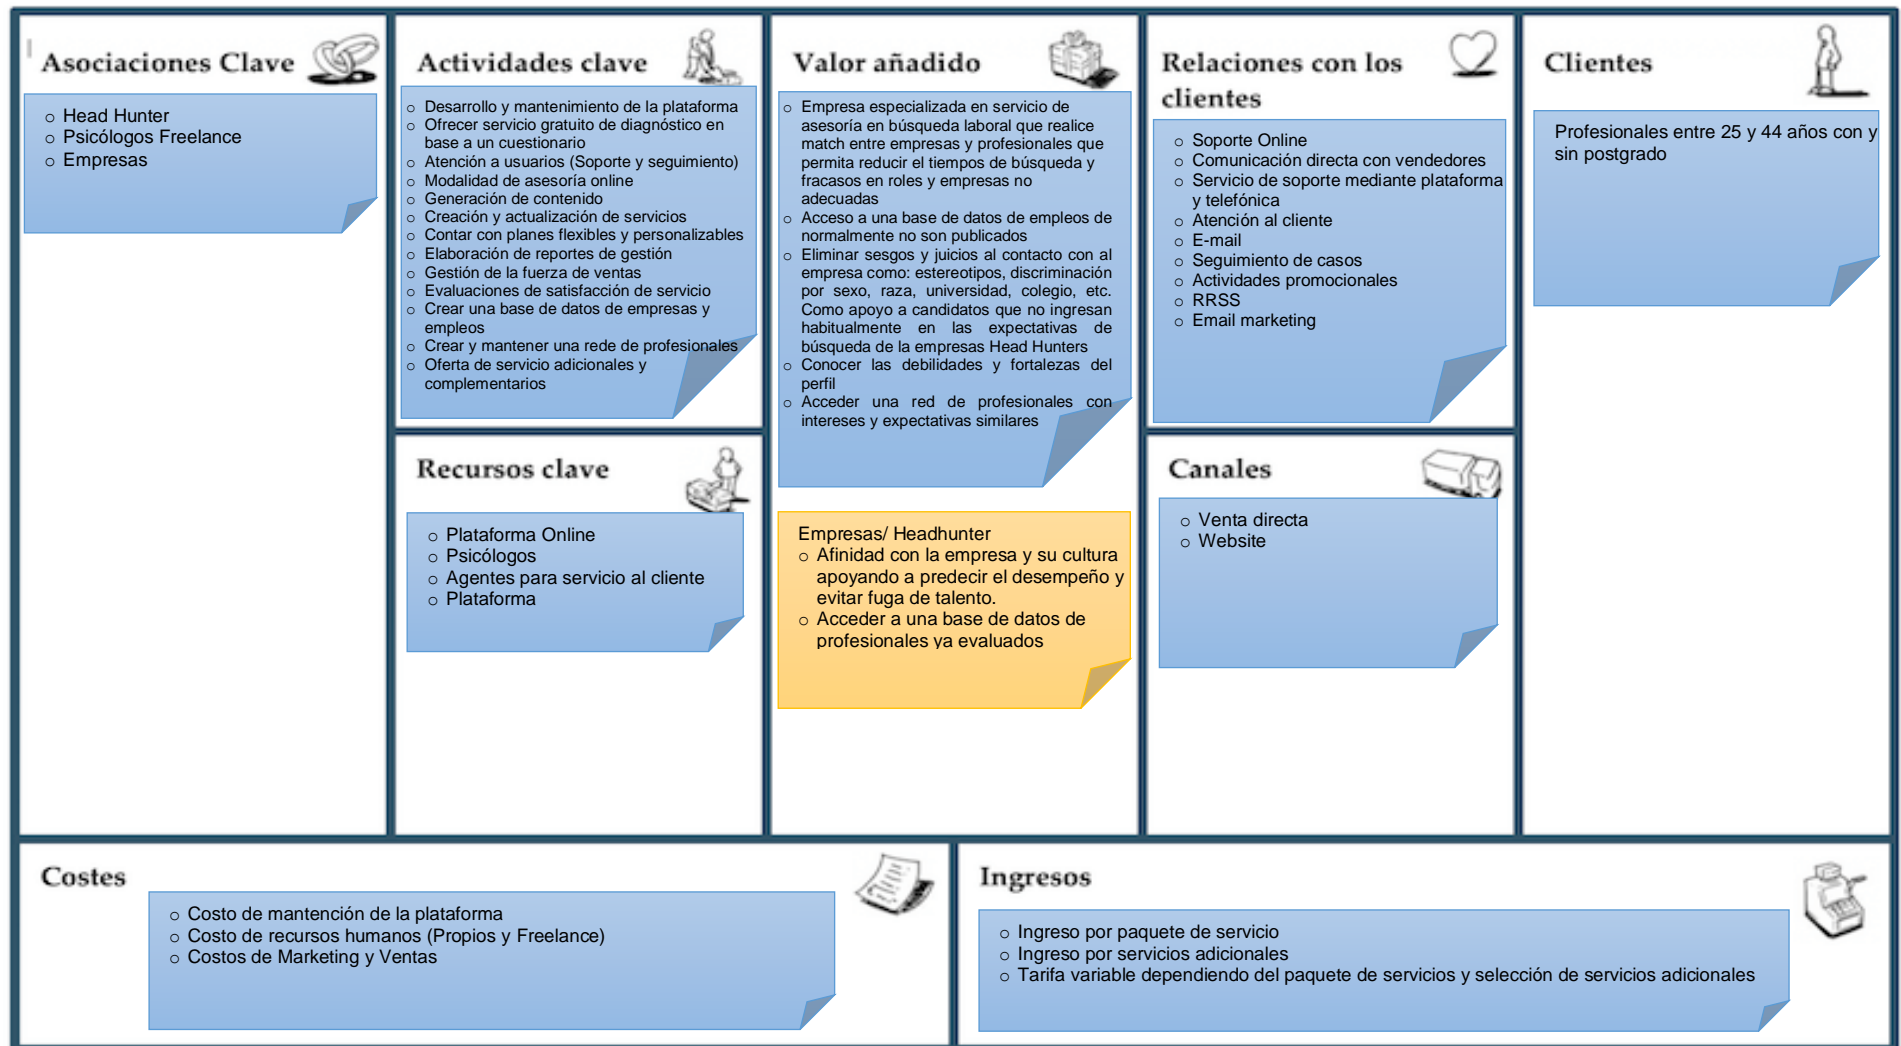 Asociaciones Clave
○ Head Hunter
○ Psicólogos Freelance
○ Empresas
Actividades clave
○ Desarrollo y mantenimiento de la plataforma
○ Ofrecer servicio gratuito de diagnóstico en
base a un cuestionario
○ Atención a usuarios (Soporte y seguimiento)
○ Modalidad de asesoría online
○ Generación de contenido
○ Creación y actualización de servicios
○ Contar con planes flexibles y personalizables
○ Elaboración de reportes de gestión
○ Gestión de la fuerza de ventas
○ Evaluaciones de satisfacción de servicio
○ Crear una base de datos de empresas y
empleos
○ Crear y mantener una red de profesionales
○ Oferta de servicio adicionales y
complementarios
Recursos clave
○ Plataforma Online
○ Psicólogos
○ Agentes para servicio al cliente
○ Plataforma
Valor añadido
○ Empresa especializada en servicio de
asesoría en búsqueda laboral que realice
match entre empresas y profesionales que
permita reducir el tiempos de búsqueda y
fracasos en roles y empresas no
adecuadas
○ Acceso a una base de datos de empleos de
normalmente no son publicados
○ Eliminar sesgos y juicios al contacto con al
empresa como: estereotipos, discriminación
por sexo, raza, universidad, colegio, etc.
Como apoyo a candidatos que no ingresan
habitualmente en las expectativas de
búsqueda de la empresas Head Hunters
○ Conocer las debilidades y fortalezas del
perfil
○ Acceder una red de profesionales con
intereses y expectativas similares
Empresas/ Headhunter
○ Afinidad con la empresa y su cultura
apoyando a predecir el desempeño y
evitar fuga de talento.
○ Acceder a una base de datos de
profesionales ya evaluados
Relaciones con los
clientes
○ Soporte Online
○ Comunicación directa con vendedores
○ Servicio de soporte mediante plataforma
y telefónica
○ Atención al cliente
○ E-mail
○ Seguimiento de casos
○ Actividades promocionales
○ RRSS
○ Email marketing
Canales
○ Venta directa
○ Website
Clientes
Profesionales entre 25 y 44 años con y
sin postgrado
Costes
○ Costo de mantención de la plataforma
○ Costo de recursos humanos (Propios y Freelance)
○ Costos de Marketing y Ventas
Ingresos
○ Ingreso por paquete de servicio
○ Ingreso por servicios adicionales
○ Tarifa variable dependiendo del paquete de servicios y selección de servicios adicionales